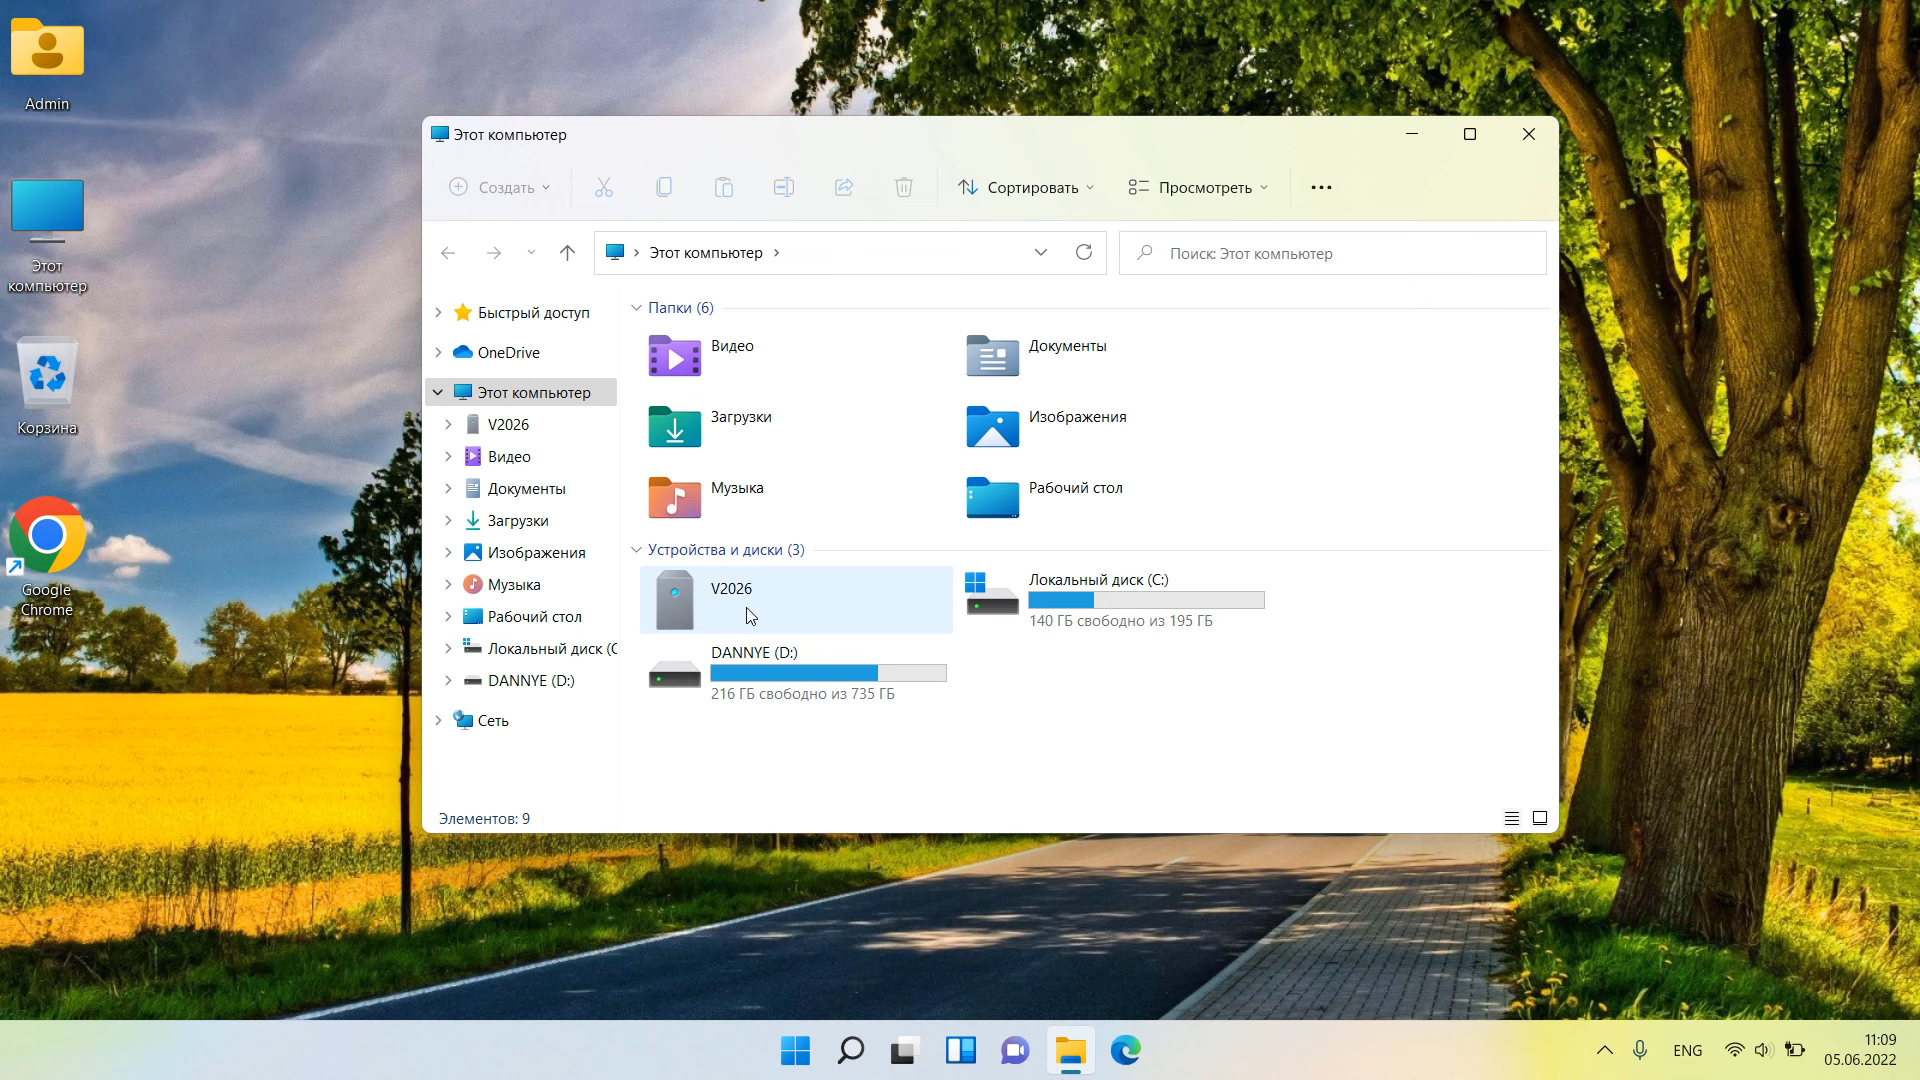 Admin
Этот
компьютер
Корзина
Google
Chrome
Этот компьютер
Создать
Сортировать
Просмотреть
Этот компьютер
Поиск: Этот компьютер
Быстрый доступ
OneDrive
Этот компьютер
V2026
Видео
Документы
Загрузки
Изображения
Музыка
Рабочий стол
Локальный диск (C
DANNYE (D:)
Сеть
Папки (6)
Видео
Документы
Загрузки
Изображения
Музыка
Рабочий стол
Устройства и диски (3)
V2026
Локальный диск (C:)
140 ГБ свободно из 195 ГБ
DANNYE (D:)
216 ГБ свободно из 735 ГБ
Элементов: 9
ENG
11:09
05.06.2022